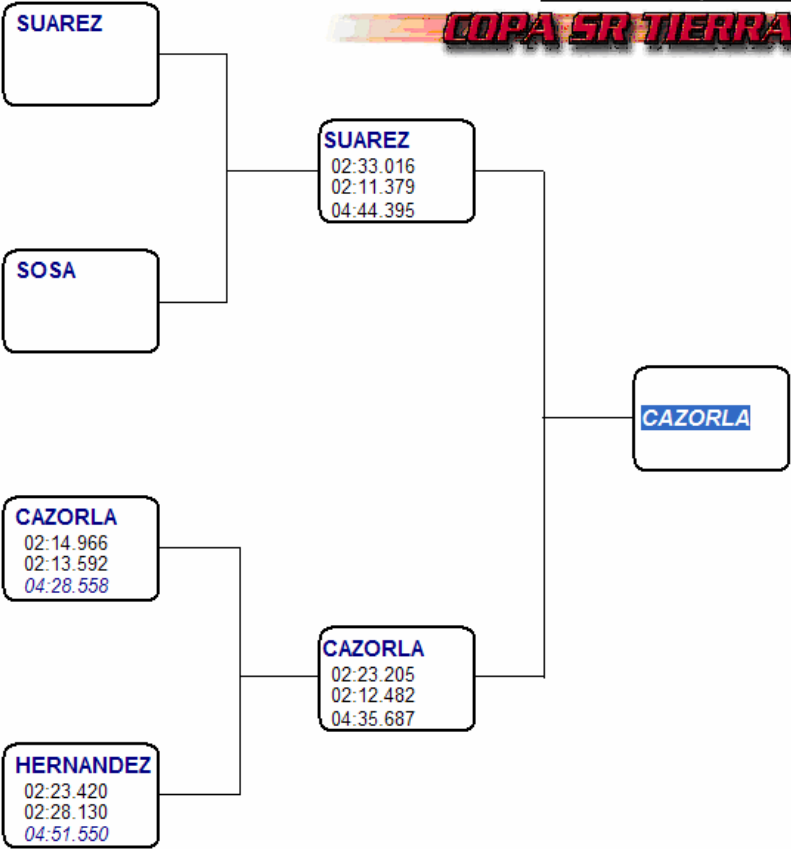 COPA SR TIERRA
SUAREZ
SOSA
SUAREZ
02:33.016
02:11.379
04:44.395
CAZORLA
CAZORLA
02:14.966
02:13.592
04:28.558
CAZORLA
02:23.205
02:12.482
04:35.687
HERNANDEZ
02:23.420
02:28.130
04:51.550